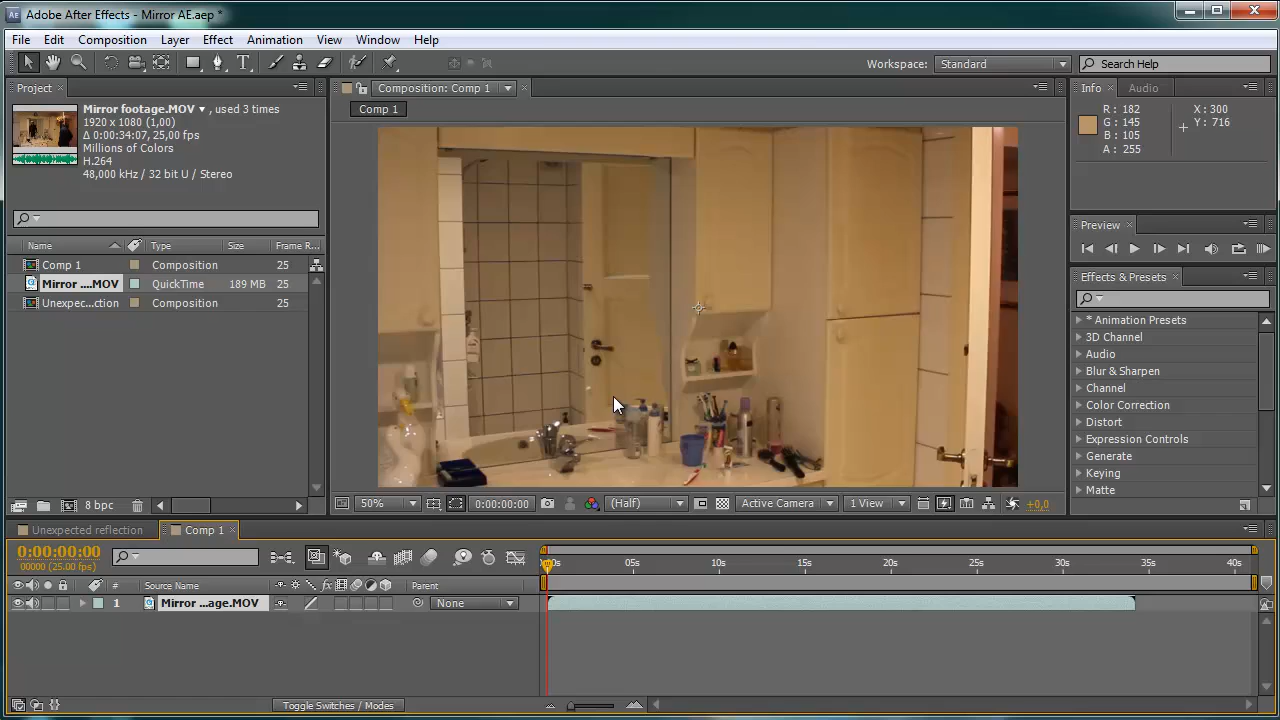 Adobe After Effects - Mirror AE.aep *
File Edit Composition Layer Effect Animation View Window Help
Workspace: Standard Search Help
Project
Mirror footage.MOV ▾ , used 3 times
1920 x 1080 (1,00)
Δ 0:00:34:07, 25,00 fps
Millions of Colors
H.264
48,000 kHz / 32 bit U / Stereo
Name Type Size Frame R...
Comp 1 Composition 25
Mirror ....MOV QuickTime 189 MB 25
Unexpec...ction Composition 25
8 bpc
Composition: Comp 1
Comp 1
50% 0:00:00:00 (Half) Active Camera 1 View +0,0
Info Audio
R : 182 X : 300
G : 145 Y : 716
B : 105
A : 255
Preview
Effects & Presets
* Animation Presets
3D Channel
Audio
Blur & Sharpen
Channel
Color Correction
Distort
Expression Controls
Generate
Keying
Matte
Unexpected reflection Comp 1
0:00:00:00
00000 (25.00 fps)
00s 05s 10s 15s 20s 25s 30s 35s 40s
# Source Name Parent
1 Mirror ...age.MOV None
Toggle Switches / Modes